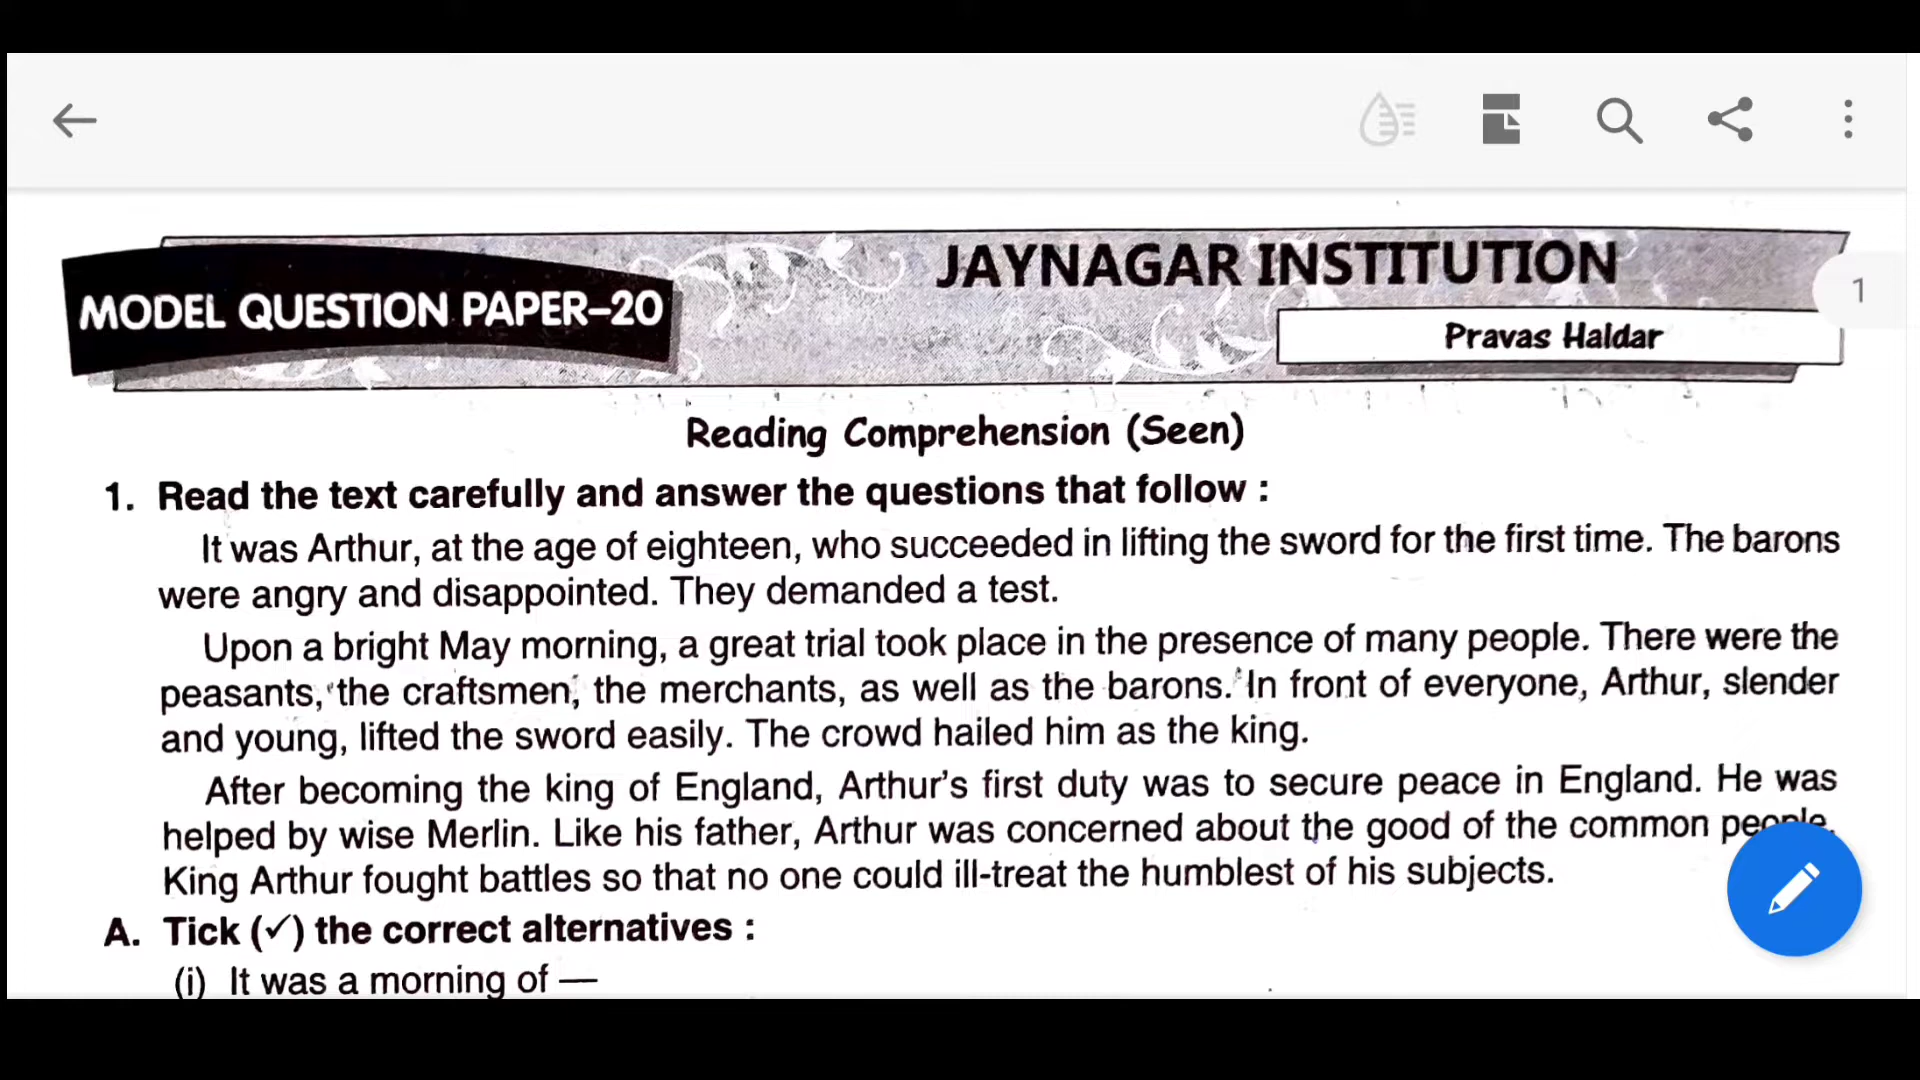 JAYNAGAR INSTITUTION
MODEL QUESTION PAPER–20
1
Pravas Haldar
Reading Comprehension (Seen)
1. Read the text carefully and answer the questions that follow :
It was Arthur, at the age of eighteen, who succeeded in lifting the sword for the first time. The barons
were angry and disappointed. They demanded a test.
Upon a bright May morning, a great trial took place in the presence of many people. There were the
peasants, the craftsmen, the merchants, as well as the barons. In front of everyone, Arthur, slender
and young, lifted the sword easily. The crowd hailed him as the king.
After becoming the king of England, Arthur's first duty was to secure peace in England. He was
helped by wise Merlin. Like his father, Arthur was concerned about the good of the common people.
King Arthur fought battles so that no one could ill-treat the humblest of his subjects.
A. Tick (✓) the correct alternatives :
(i) It was a morning of —